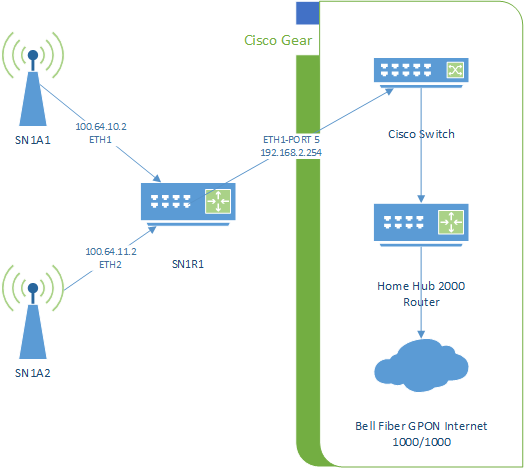 Cisco Gear
SN1A1
100.64.10.2
ETH1
ETH1-PORT 5
192.168.2.254
Cisco Switch
100.64.11.2
ETH2
SN1R1
Home Hub 2000
Router
SN1A2
Bell Fiber GPON Internet
1000/1000